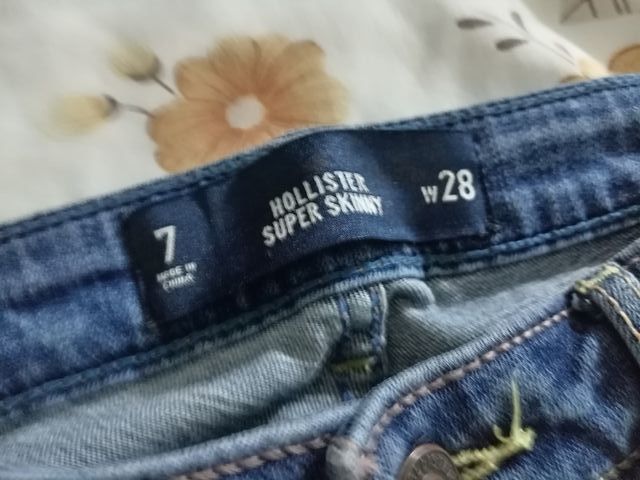 7
MADE IN
CHINA
HOLLISTER
SUPER SKINNY
W28